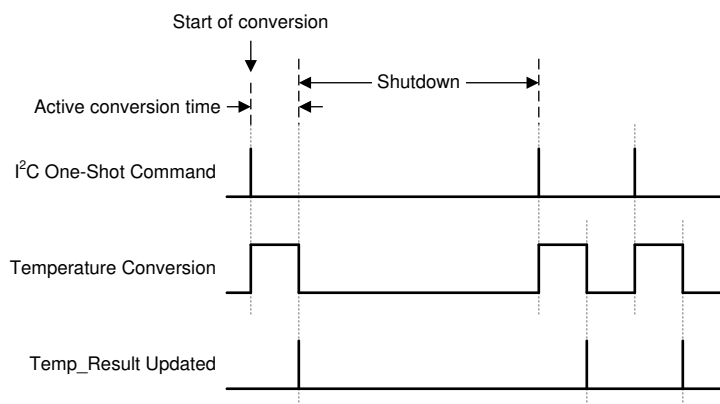 Start of conversion
Shutdown
Active conversion time
I²C One-Shot Command
Temperature Conversion
Temp_Result Updated